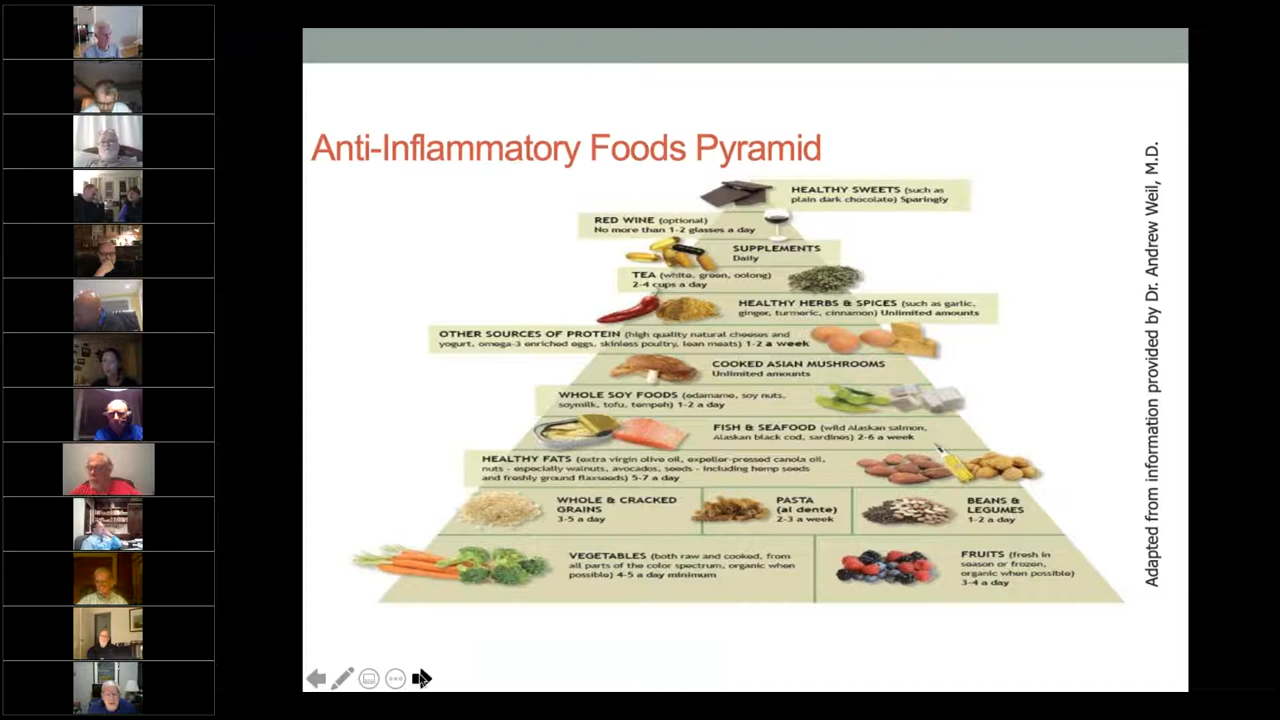 Anti-Inflammatory Foods Pyramid
HEALTHY SWEETS (such as
plain dark chocolate) Sparingly
RED WINE (optional)
No more than 1-2 glasses a day
SUPPLEMENTS
Daily
TEA (white, green, oolong)
2-4 cups a day
HEALTHY HERBS & SPICES (such as garlic,
ginger, turmeric, cinnamon) Unlimited amounts
OTHER SOURCES OF PROTEIN (high quality natural cheeses and
yogurt, omega-3 enriched eggs, skinless poultry, lean meats) 1-2 a week
COOKED ASIAN MUSHROOMS
Unlimited amounts
WHOLE SOY FOODS (edamame, soy nuts,
soymilk, tofu, tempeh) 1-2 a day
FISH & SEAFOOD (wild Alaskan salmon,
Alaskan black cod, sardines) 2-6 a week
HEALTHY FATS (extra virgin olive oil, expeller-pressed canola oil,
nuts - especially walnuts, avocados, seeds - including hemp seeds
and freshly ground flaxseeds) 5-7 a day
WHOLE & CRACKED
GRAINS
3-5 a day
PASTA
(al dente)
2-3 a week
BEANS &
LEGUMES
1-2 a day
VEGETABLES (both raw and cooked, from
all parts of the color spectrum, organic when
possible) 4-5 a day minimum
FRUITS (fresh in
season or frozen,
organic when possible)
3-4 a day
Adapted from information provided by Dr. Andrew Weil, M.D.